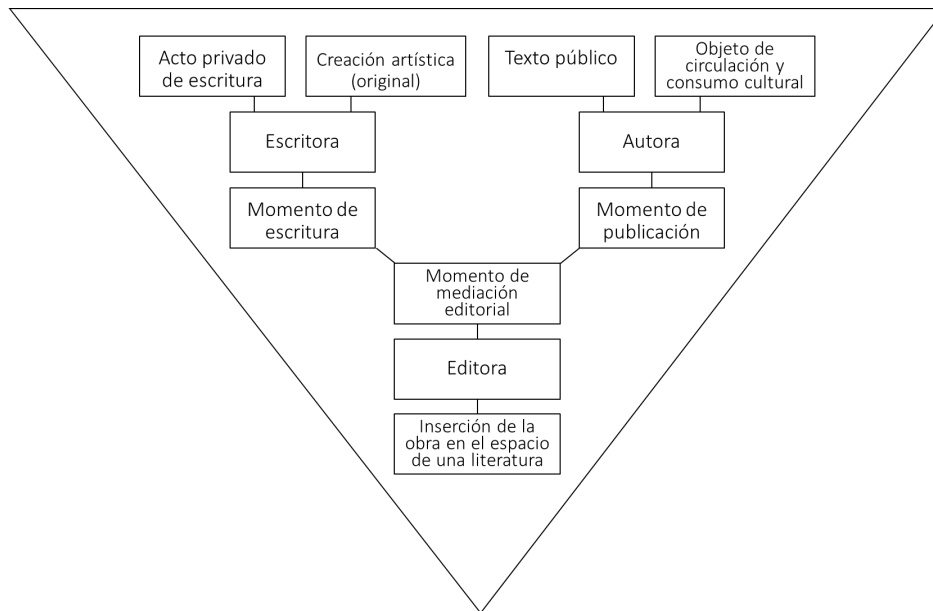 Acto privado
de escritura
Creación artística
(original)
Texto público
Objeto de
circulación y
consumo cultural
Escritora
Autora
Momento de
escritura
Momento de
publicación
Momento de
mediación
editorial
Editora
Inserción de la
obra en el espacio
de una literatura